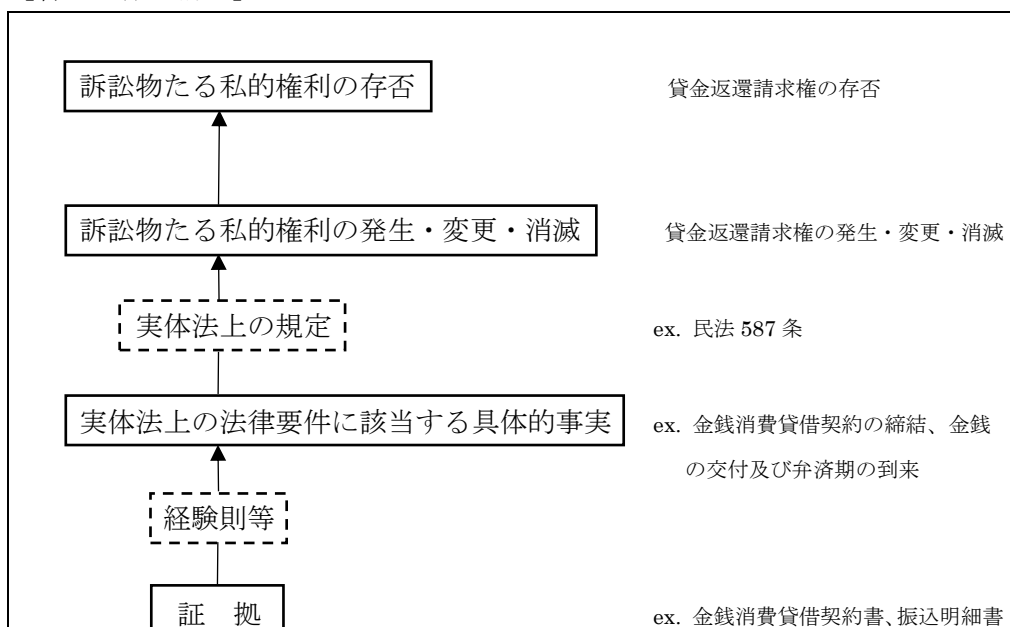 訴訟物たる私的権利の存否 貸金返還請求権の存否
訴訟物たる私的権利の発生・変更・消滅 貸金返還請求権の発生・変更・消滅
実体法上の規定 ex. 民法 587 条
実体法上の法律要件に該当する具体的事実 ex. 金銭消費貸借契約の締結、金銭
の交付及び弁済期の到来
経験則等
証 拠 ex. 金銭消費貸借契約書、振込明細書